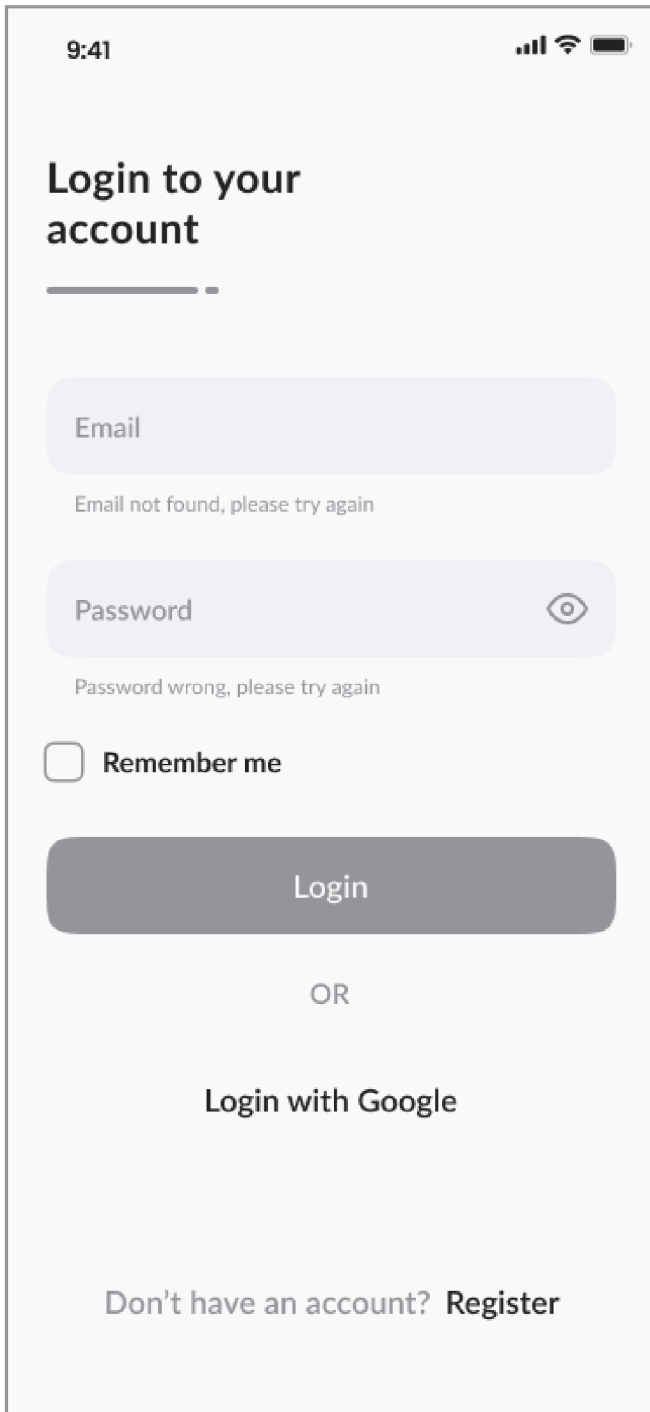 9:41
Login to your
account
Email
Email not found, please try again
Password
Password wrong, please try again
Remember me
Login
OR
Login with Google
Don’t have an account? Register